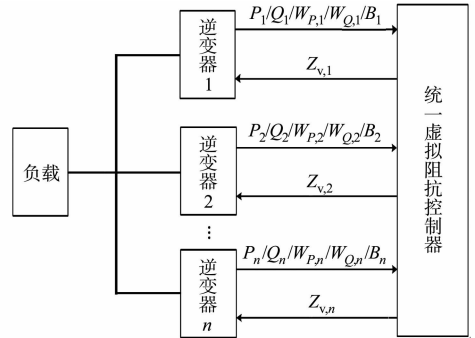 P1/Q1/WP,1/WQ,1/B1
逆变器
1
Zv,1
P2/Q2/WP,2/WQ,2/B2
逆变器
2
Zv,2
负载
⋮
Pn/Qn/WP,n/WQ,n/Bn
逆变器
n
Zv,n
统一虚拟阻抗控制器